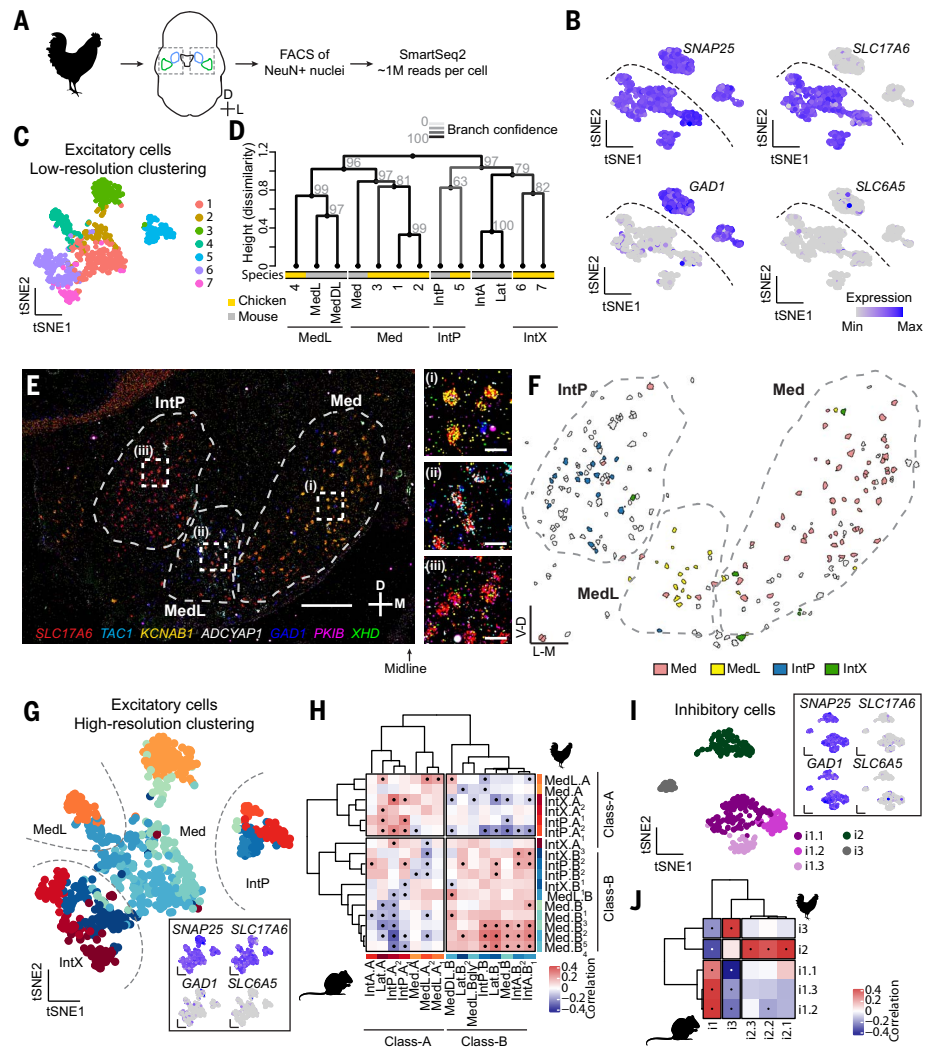 A
FACS of
NeuN+ nuclei
SmartSeq2
~1M reads per cell
D
L
B
SNAP25
SLC17A6
tSNE2
tSNE1
tSNE2
tSNE1
GAD1
SLC6A5
tSNE2
tSNE1
tSNE2
tSNE1
Expression
Min
Max
C
Excitatory cells
Low-resolution clustering
1
2
3
4
5
6
7
tSNE2
tSNE1
D
0
100
Branch confidence
Height (dissimilarity)
1.2
0.8
0.4
0
96
97
99
97
97
81
99
63
79
82
100
Species
Chicken
Mouse
4
MedL
MedDL
Med
3
1
2
IntP
5
IntA
Lat
6
7
MedL
Med
IntP
IntX
E
IntP
Med
MedL
(iii)
(i)
(ii)
D
M
SLC17A6 TAC1 KCNAB1 ADCYAP1 GAD1 PKIB XHD
Midline
(i)
(ii)
(iii)
F
IntP
Med
MedL
V-D
L-M
Med
MedL
IntP
IntX
G
Excitatory cells
High-resolution clustering
MedL
Med
IntP
IntX
tSNE2
tSNE1
SNAP25 SLC17A6
GAD1 SLC6A5
H
MedL.A
Med.A
IntX.A
IntX.A
IntP.A
IntP.A
IntX.A
IntX.B
IntP.B
IntP.B
IntX.B
MedL.B
Med.B
Med.B
Med.B
Med.B
Med.B
Class-A
Class-B
IntA.A
Lat.A
IntP.A
IntP.A
Med.A
MedL.A
MedL.A
MedDL.B
Lat.B
MedL.Bgly
IntP.B
Lat.B
IntA.B
IntA.B
Class-A
Class-B
0.4
0.2
0
−0.2
−0.4
Correlation
I
Inhibitory cells
SNAP25 SLC17A6
GAD1 SLC6A5
tSNE2
tSNE1
i1.1
i1.2
i1.3
i2
i3
J
i3
i2
i1.1
i1.3
i1.2
i1
i3
i2.3
i2.2
i2.1
0.4
0.2
0
−0.2
−0.4
Correlation